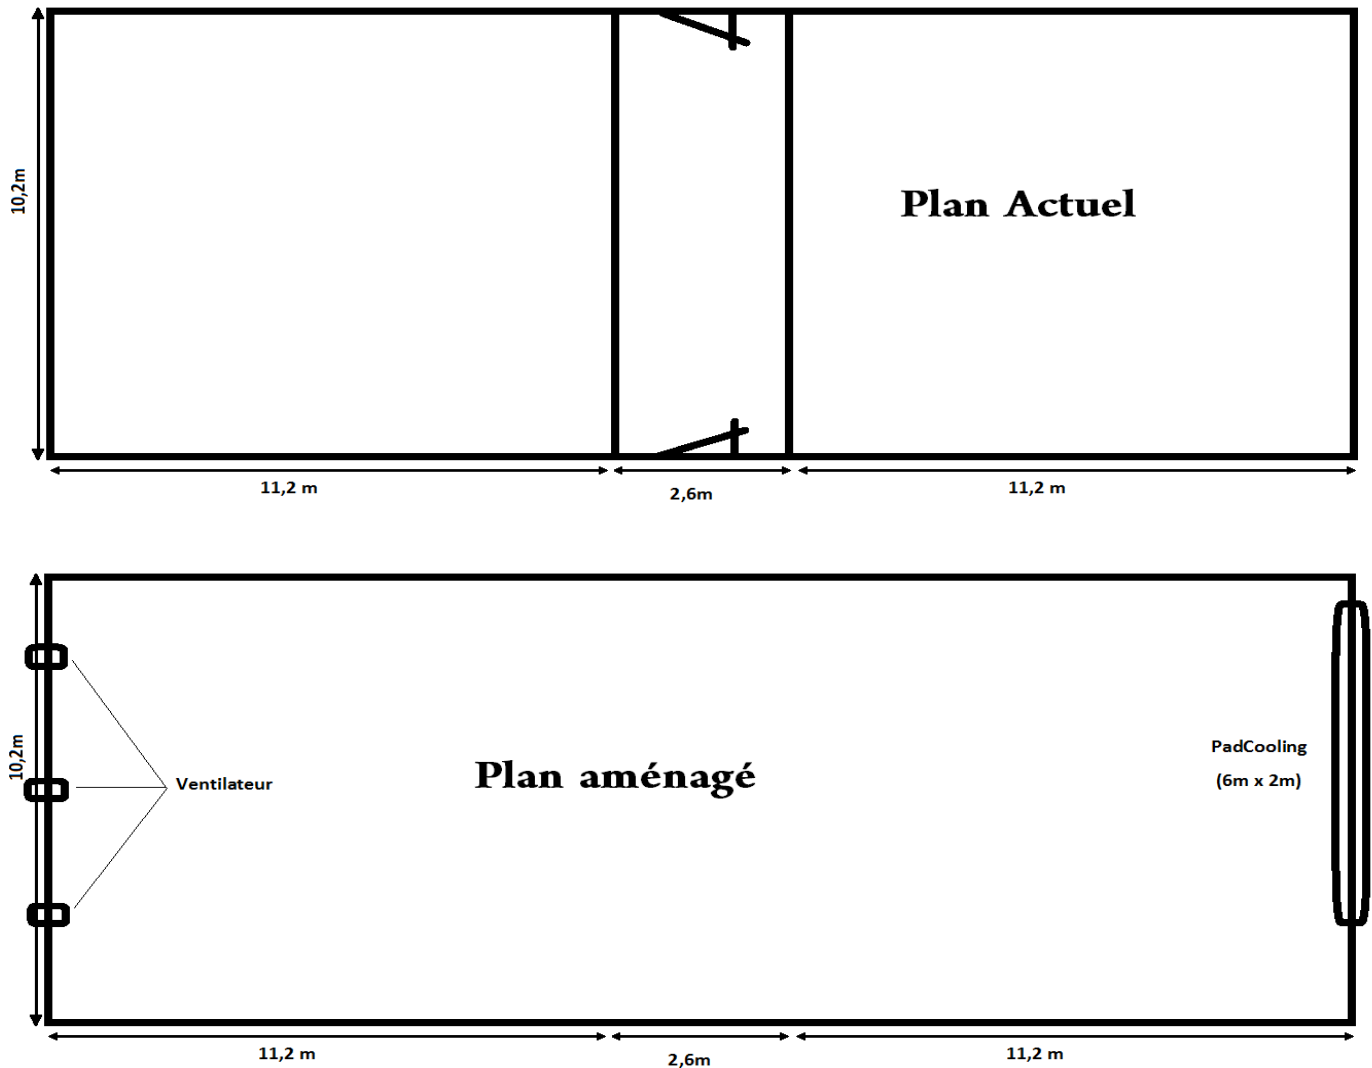 10,2m
Plan Actuel
11,2 m
2,6m
11,2 m
10,2m
Ventilateur
Plan aménagé
PadCooling
(6m x 2m)
11,2 m
2,6m
11,2 m